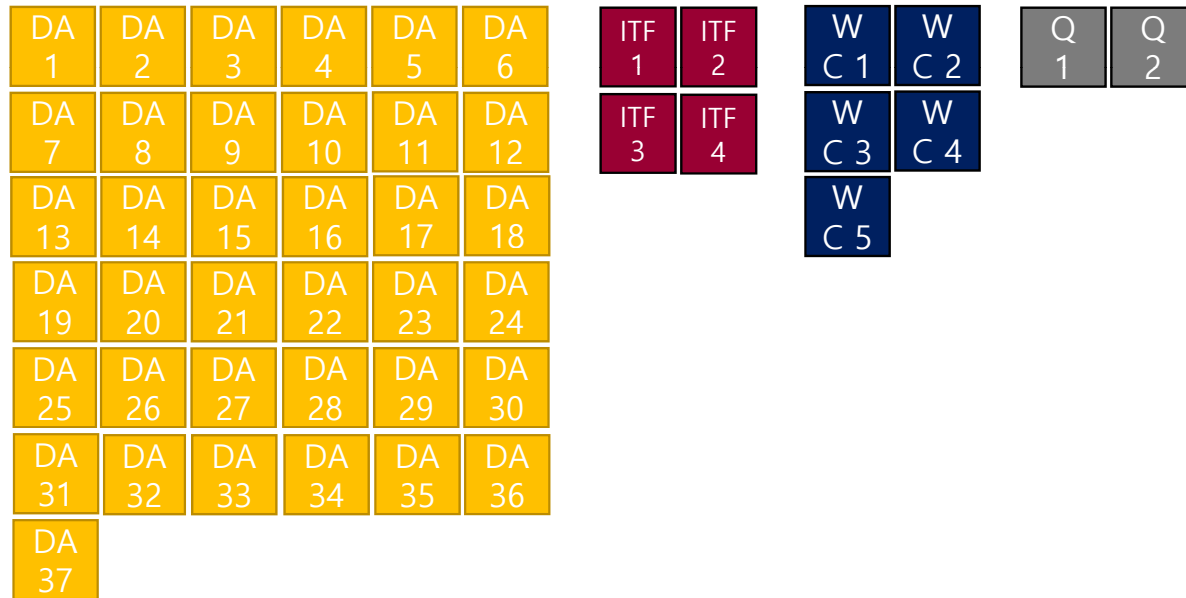 DA
1
DA
2
DA
3
DA
4
DA
5
DA
6
DA
7
DA
8
DA
9
DA
10
DA
11
DA
12
DA
13
DA
14
DA
15
DA
16
DA
17
DA
18
DA
19
DA
20
DA
21
DA
22
DA
23
DA
24
DA
25
DA
26
DA
27
DA
28
DA
29
DA
30
DA
31
DA
32
DA
33
DA
34
DA
35
DA
36
DA
37
ITF
1
ITF
2
ITF
3
ITF
4
W
C 1
W
C 2
W
C 3
W
C 4
W
C 5
Q
1
Q
2